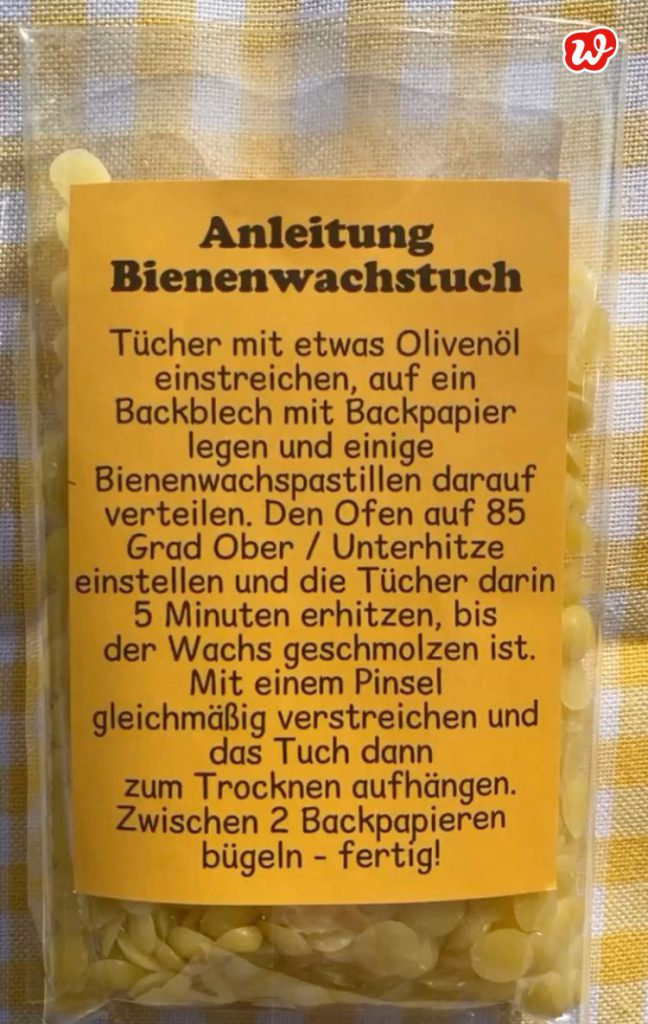 w
Anleitung
Bienenwachstuch
Tücher mit etwas Olivenöl
einstreichen, auf ein
Backblech mit Backpapier
legen und einige
Bienenwachspastillen darauf
verteilen. Den Ofen auf 85
Grad Ober / Unterhitze
einstellen und die Tücher darin
5 Minuten erhitzen, bis
der Wachs geschmolzen ist.
Mit einem Pinsel
gleichmäßig verstreichen und
das Tuch dann
zum Trocknen aufhängen.
Zwischen 2 Backpapieren
bügeln - fertig!